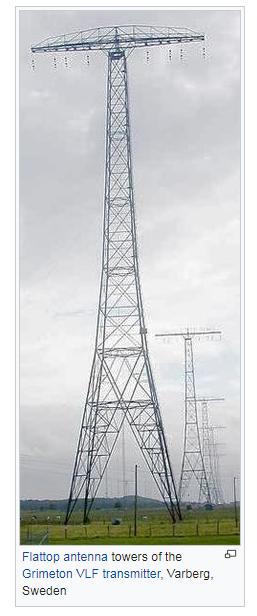 Flattop antenna towers of the
Grimeton VLF transmitter, Varberg,
Sweden